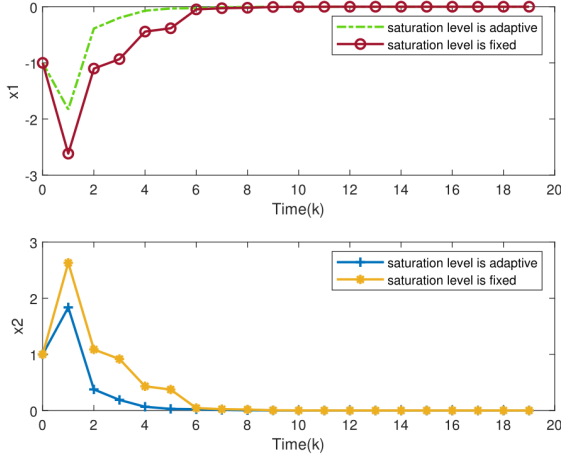 0
-1
-2
-3
x1
saturation level is adaptive
saturation level is fixed
0 2 4 6 8 10 12 14 16 18 20
Time(k)
3
2
1
0
x2
saturation level is adaptive
saturation level is fixed
0 2 4 6 8 10 12 14 16 18 20
Time(k)